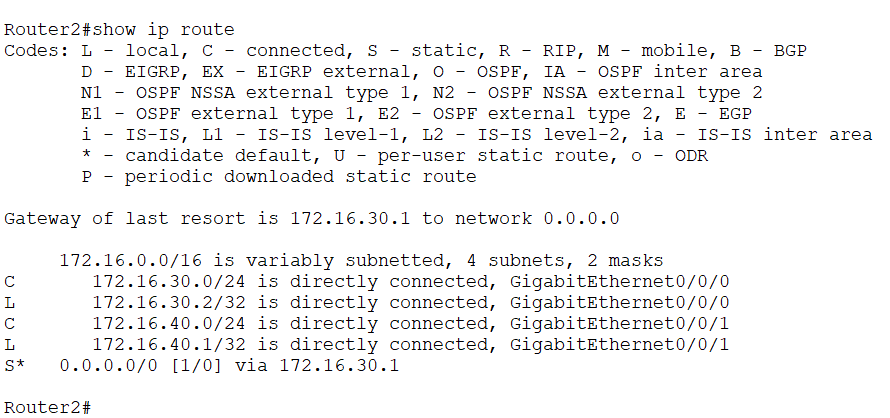 Router2#show ip route
Codes: L - local, C - connected, S - static, R - RIP, M - mobile, B - BGP
       D - EIGRP, EX - EIGRP external, O - OSPF, IA - OSPF inter area
       N1 - OSPF NSSA external type 1, N2 - OSPF NSSA external type 2
       E1 - OSPF external type 1, E2 - OSPF external type 2, E - EGP
       i - IS-IS, L1 - IS-IS level-1, L2 - IS-IS level-2, ia - IS-IS inter area
       * - candidate default, U - per-user static route, o - ODR
       P - periodic downloaded static route

Gateway of last resort is 172.16.30.1 to network 0.0.0.0

     172.16.0.0/16 is variably subnetted, 4 subnets, 2 masks
C       172.16.30.0/24 is directly connected, GigabitEthernet0/0/0
L       172.16.30.2/32 is directly connected, GigabitEthernet0/0/0
C       172.16.40.0/24 is directly connected, GigabitEthernet0/0/1
L       172.16.40.1/32 is directly connected, GigabitEthernet0/0/1
S*   0.0.0.0/0 [1/0] via 172.16.30.1

Router2#